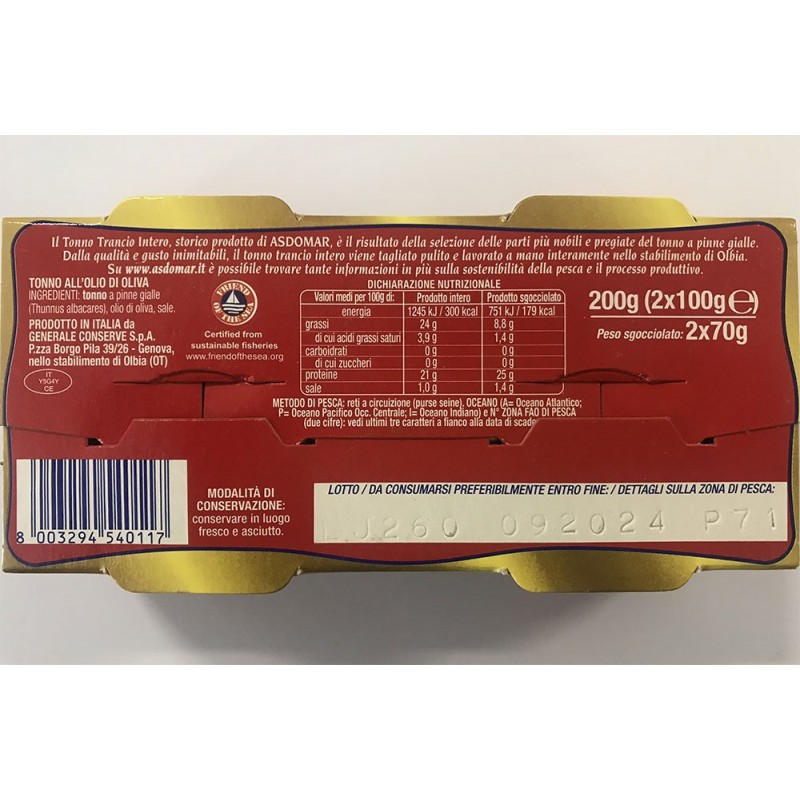 Il Tonno Trancio Intero, storico prodotto di ASDOMAR, è il risultato della selezione delle parti più nobili e pregiate del tonno a pinne gialle.
Dalla qualità e gusto inimitabili, il tonno trancio intero viene tagliato pulito e lavorato a mano interamente nello stabilimento di Olbia.
Su www.asdomar.it è possibile trovare tante informazioni in più sulla sostenibilità della pesca e il processo produttivo.
TONNO ALL'OLIO DI OLIVA
INGREDIENTI: tonno a pinne gialle
(Thunnus albacares), olio di oliva, sale.
PRODOTTO IN ITALIA da
GENERALE CONSERVE S.p.A.
P.zza Borgo Pila 39/26 - Genova,
nello stabilimento di Olbia (OT)
IT
Y5G4Y
CE
FRIEND
OF THE SEA
Certified from
sustainable fisheries
www.friendofthesea.org
DICHIARAZIONE NUTRIZIONALE
Valori medi per 100g di: Prodotto intero Prodotto sgocciolato
energia 1245 kJ / 300 kcal 751 kJ / 179 kcal
grassi 24 g 8,8 g
di cui acidi grassi saturi 3,9 g 1,4 g
carboidrati 0 g 0 g
di cui zuccheri 0 g 0 g
proteine 21 g 25 g
sale 1,0 g 1,4 g
200g (2x100g℮)
Peso sgocciolato: 2x70g
METODO DI PESCA: reti a circuizione (purse seine), OCEANO (A= Oceano Atlantico;
P= Oceano Pacifico Occ. Centrale; I= Oceano Indiano) e N° ZONA FAO DI PESCA
(due cifre): vedi ultimi tre caratteri a fianco alla data di scade
8 003294 540117
MODALITÀ DI
CONSERVAZIONE:
conservare in luogo
fresco e asciutto.
LOTTO / DA CONSUMARSI PREFERIBILMENTE ENTRO FINE: / DETTAGLI SULLA ZONA DI PESCA:
LJ260 092024 P71